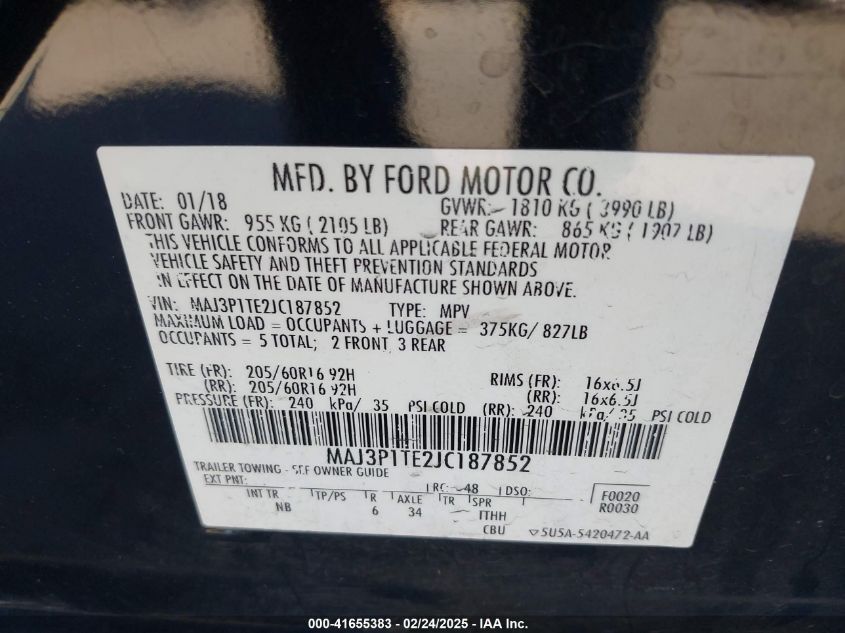 MFD. BY FORD MOTOR CO.
DATE: 01/18 GVWR: 1810 KG ( 3990 LB)
FRONT GAWR: 955 KG ( 2105 LB) REAR GAWR: 865 KG ( 1907 LB)
THIS VEHICLE CONFORMS TO ALL APPLICABLE FEDERAL MOTOR
VEHICLE SAFETY AND THEFT PREVENTION STANDARDS
IN EFFECT ON THE DATE OF MANUFACTURE SHOWN ABOVE.
VIN: MAJ3P1TE2JC187852 TYPE: MPV
MAXIMUM LOAD = OCCUPANTS + LUGGAGE = 375KG/ 827LB
OCCUPANTS = 5 TOTAL; 2 FRONT, 3 REAR
TIRE (FR): 205/60R16 92H RIMS (FR): 16x6.5J
(RR): 205/60R16 92H (RR): 16x6.5J
PRESSURE (FR): 240 kPa/ 35 PSI COLD (RR): 240 kPa/ 35 PSI COLD
MAJ3P1TE2JC187852
TRAILER TOWING - SEE OWNER GUIDE
EXT PNT: RC: 48 DSO: F0020
INT TR TP/PS R AXLE TR SPR R0030
NB 6 34 ITHH
CBU 5U5A-5420472-AA
000-41655383 - 02/24/2025 - IAA Inc.